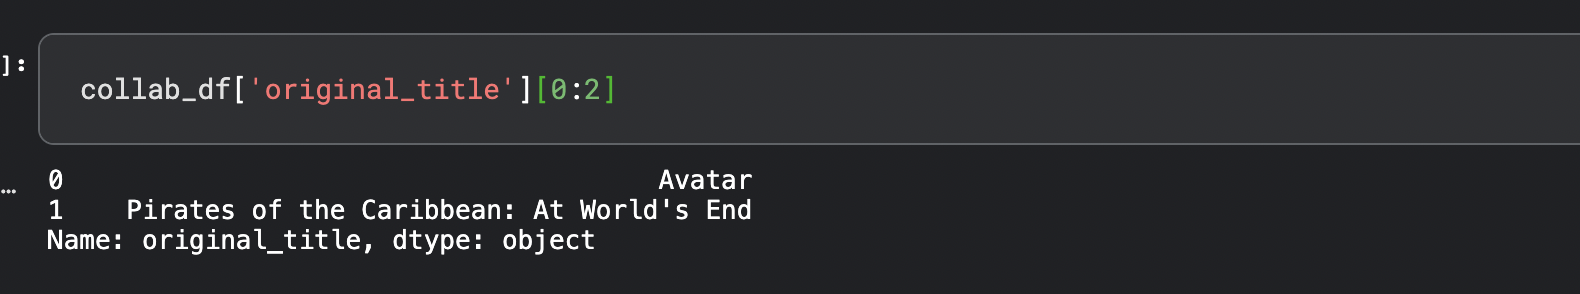 ]:
collab_df['original_title'][0:2]
… 0                                      Avatar
1    Pirates of the Caribbean: At World's End
Name: original_title, dtype: object